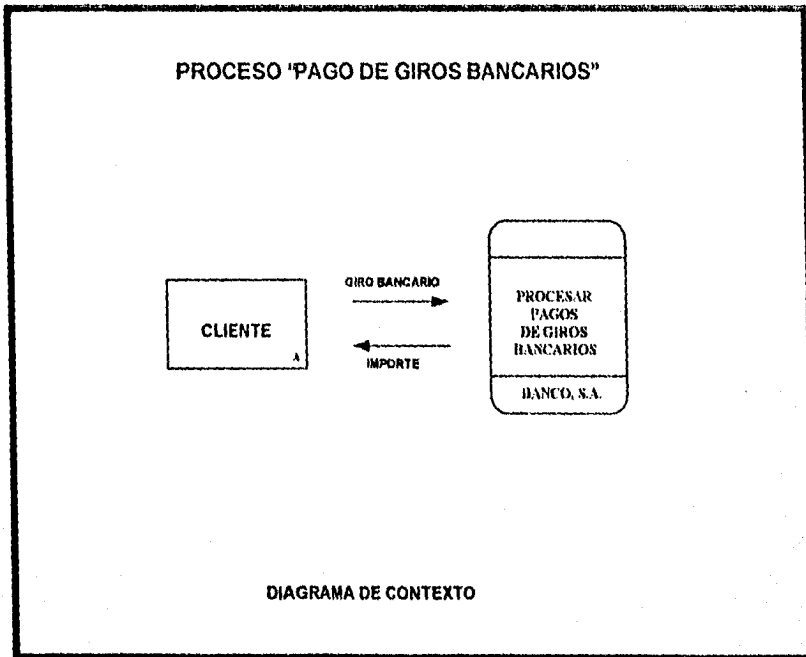 PROCESO "PAGO DE GIROS BANCARIOS"
GIRO BANCARIO
CLIENTE
A
IMPORTE
PROCESAR
PAGOS
DE GIROS
BANCARIOS
BANCO, S.A.
DIAGRAMA DE CONTEXTO